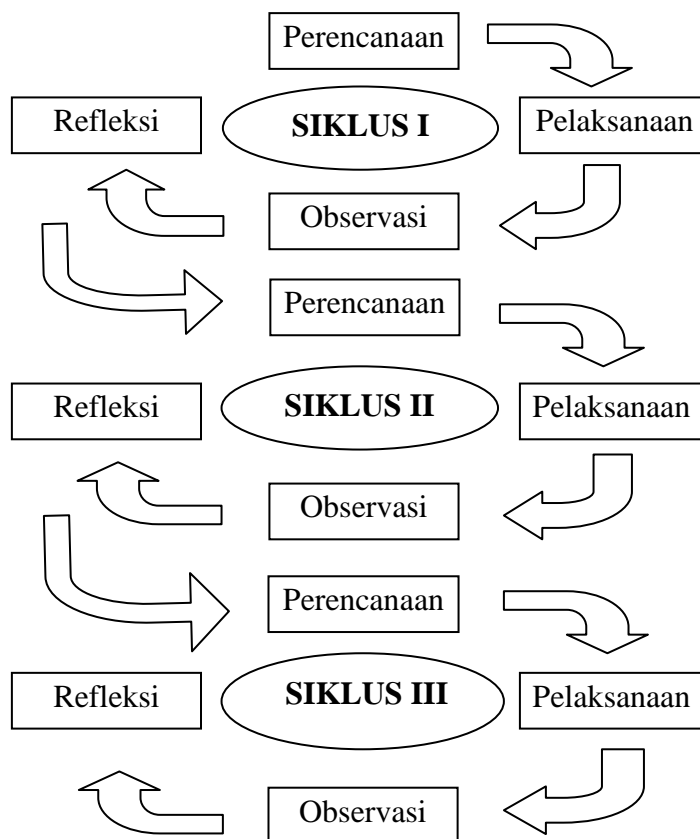 Perencanaan
Refleksi
SIKLUS I
Pelaksanaan
Observasi
Perencanaan
Refleksi
SIKLUS II
Pelaksanaan
Observasi
Perencanaan
Refleksi
SIKLUS III
Pelaksanaan
Observasi